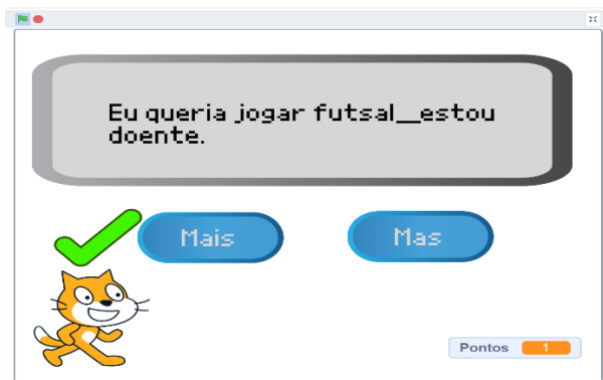 Eu queria jogar futsal__estou
doente.
Mais
Mas
Pontos 1